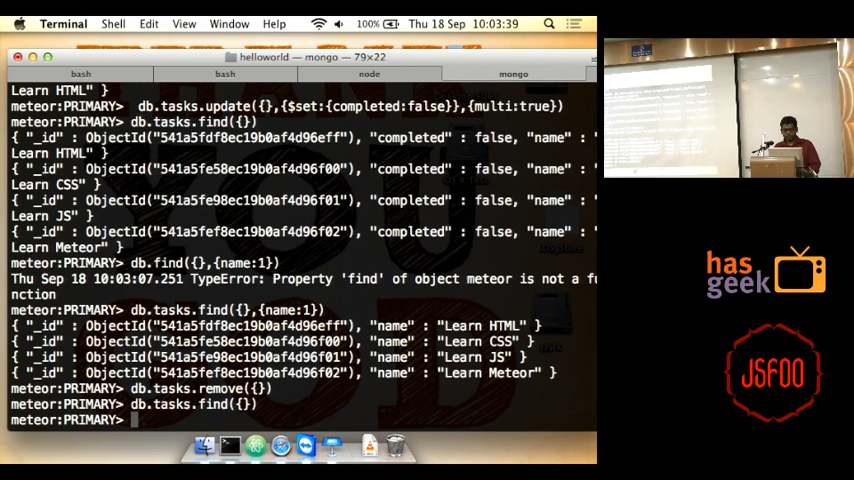 Terminal Shell Edit View Window Help 100% Thu 18 Sep 10:03:39
helloworld — mongo — 79×22
bash bash node mongo
Learn HTML" }
meteor:PRIMARY> db.tasks.update({},{$set:{completed:false}},{multi:true})
meteor:PRIMARY> db.tasks.find({})
{ "_id" : ObjectId("541a5fdf8ec19b0af4d96eff"), "completed" : false, "name" : "
Learn HTML" }
{ "_id" : ObjectId("541a5fe58ec19b0af4d96f00"), "completed" : false, "name" : "
Learn CSS" }
{ "_id" : ObjectId("541a5fe98ec19b0af4d96f01"), "completed" : false, "name" : "
Learn JS" }
{ "_id" : ObjectId("541a5fef8ec19b0af4d96f02"), "completed" : false, "name" : "
Learn Meteor" }
meteor:PRIMARY> db.find({},{name:1})
Thu Sep 18 10:03:07.251 TypeError: Property 'find' of object meteor is not a fu
nction
meteor:PRIMARY> db.tasks.find({},{name:1})
{ "_id" : ObjectId("541a5fdf8ec19b0af4d96eff"), "name" : "Learn HTML" }
{ "_id" : ObjectId("541a5fe58ec19b0af4d96f00"), "name" : "Learn CSS" }
{ "_id" : ObjectId("541a5fe98ec19b0af4d96f01"), "name" : "Learn JS" }
{ "_id" : ObjectId("541a5fef8ec19b0af4d96f02"), "name" : "Learn Meteor" }
meteor:PRIMARY> db.tasks.remove({})
meteor:PRIMARY> db.tasks.find({})
meteor:PRIMARY>
has
geek
JSFOO